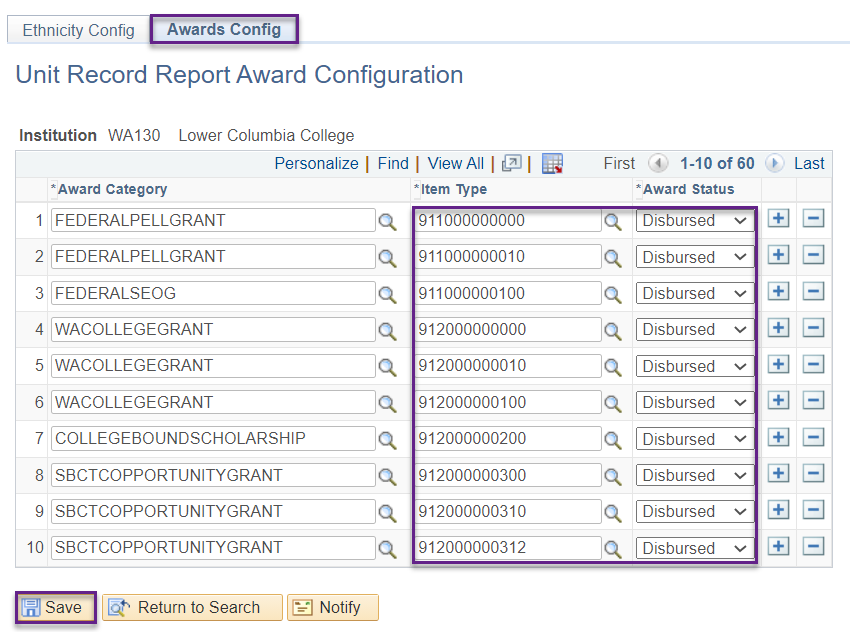 Ethnicity Config Awards Config
Unit Record Report Award Configuration
Institution WA130 Lower Columbia College
Personalize | Find | View All | | First 1-10 of 60 Last
*Award Category *Item Type *Award Status
1 FEDERALPELLGRANT 911000000000 Disbursed
2 FEDERALPELLGRANT 911000000010 Disbursed
3 FEDERALSEOG 911000000100 Disbursed
4 WACOLLEGEGRANT 912000000000 Disbursed
5 WACOLLEGEGRANT 912000000010 Disbursed
6 WACOLLEGEGRANT 912000000100 Disbursed
7 COLLEGEBOUNDSCHOLARSHIP 912000000200 Disbursed
8 SBCTCOPPORTUNITYGRANT 912000000300 Disbursed
9 SBCTCOPPORTUNITYGRANT 912000000310 Disbursed
10 SBCTCOPPORTUNITYGRANT 912000000312 Disbursed
Save Return to Search Notify